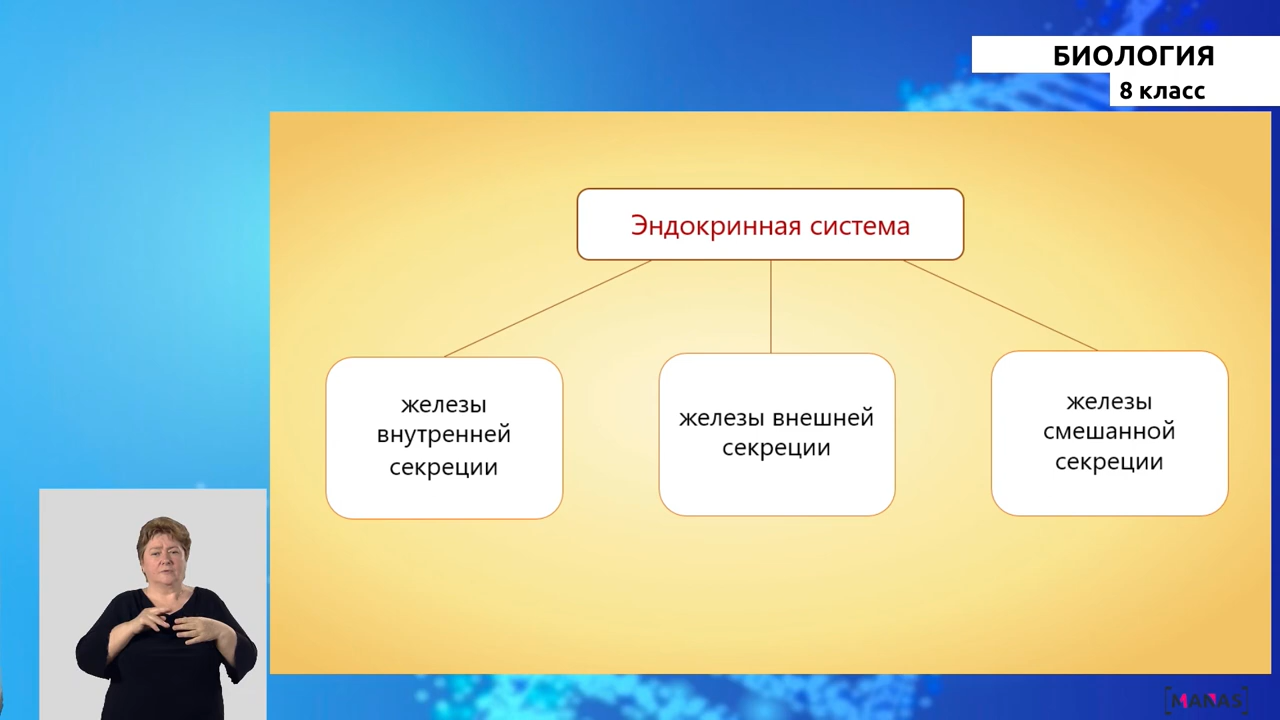 БИОЛОГИЯ
8 класс
Эндокринная система
железы
внутренней
секреции
железы внешней
секреции
железы
смешанной
секреции
MANAS